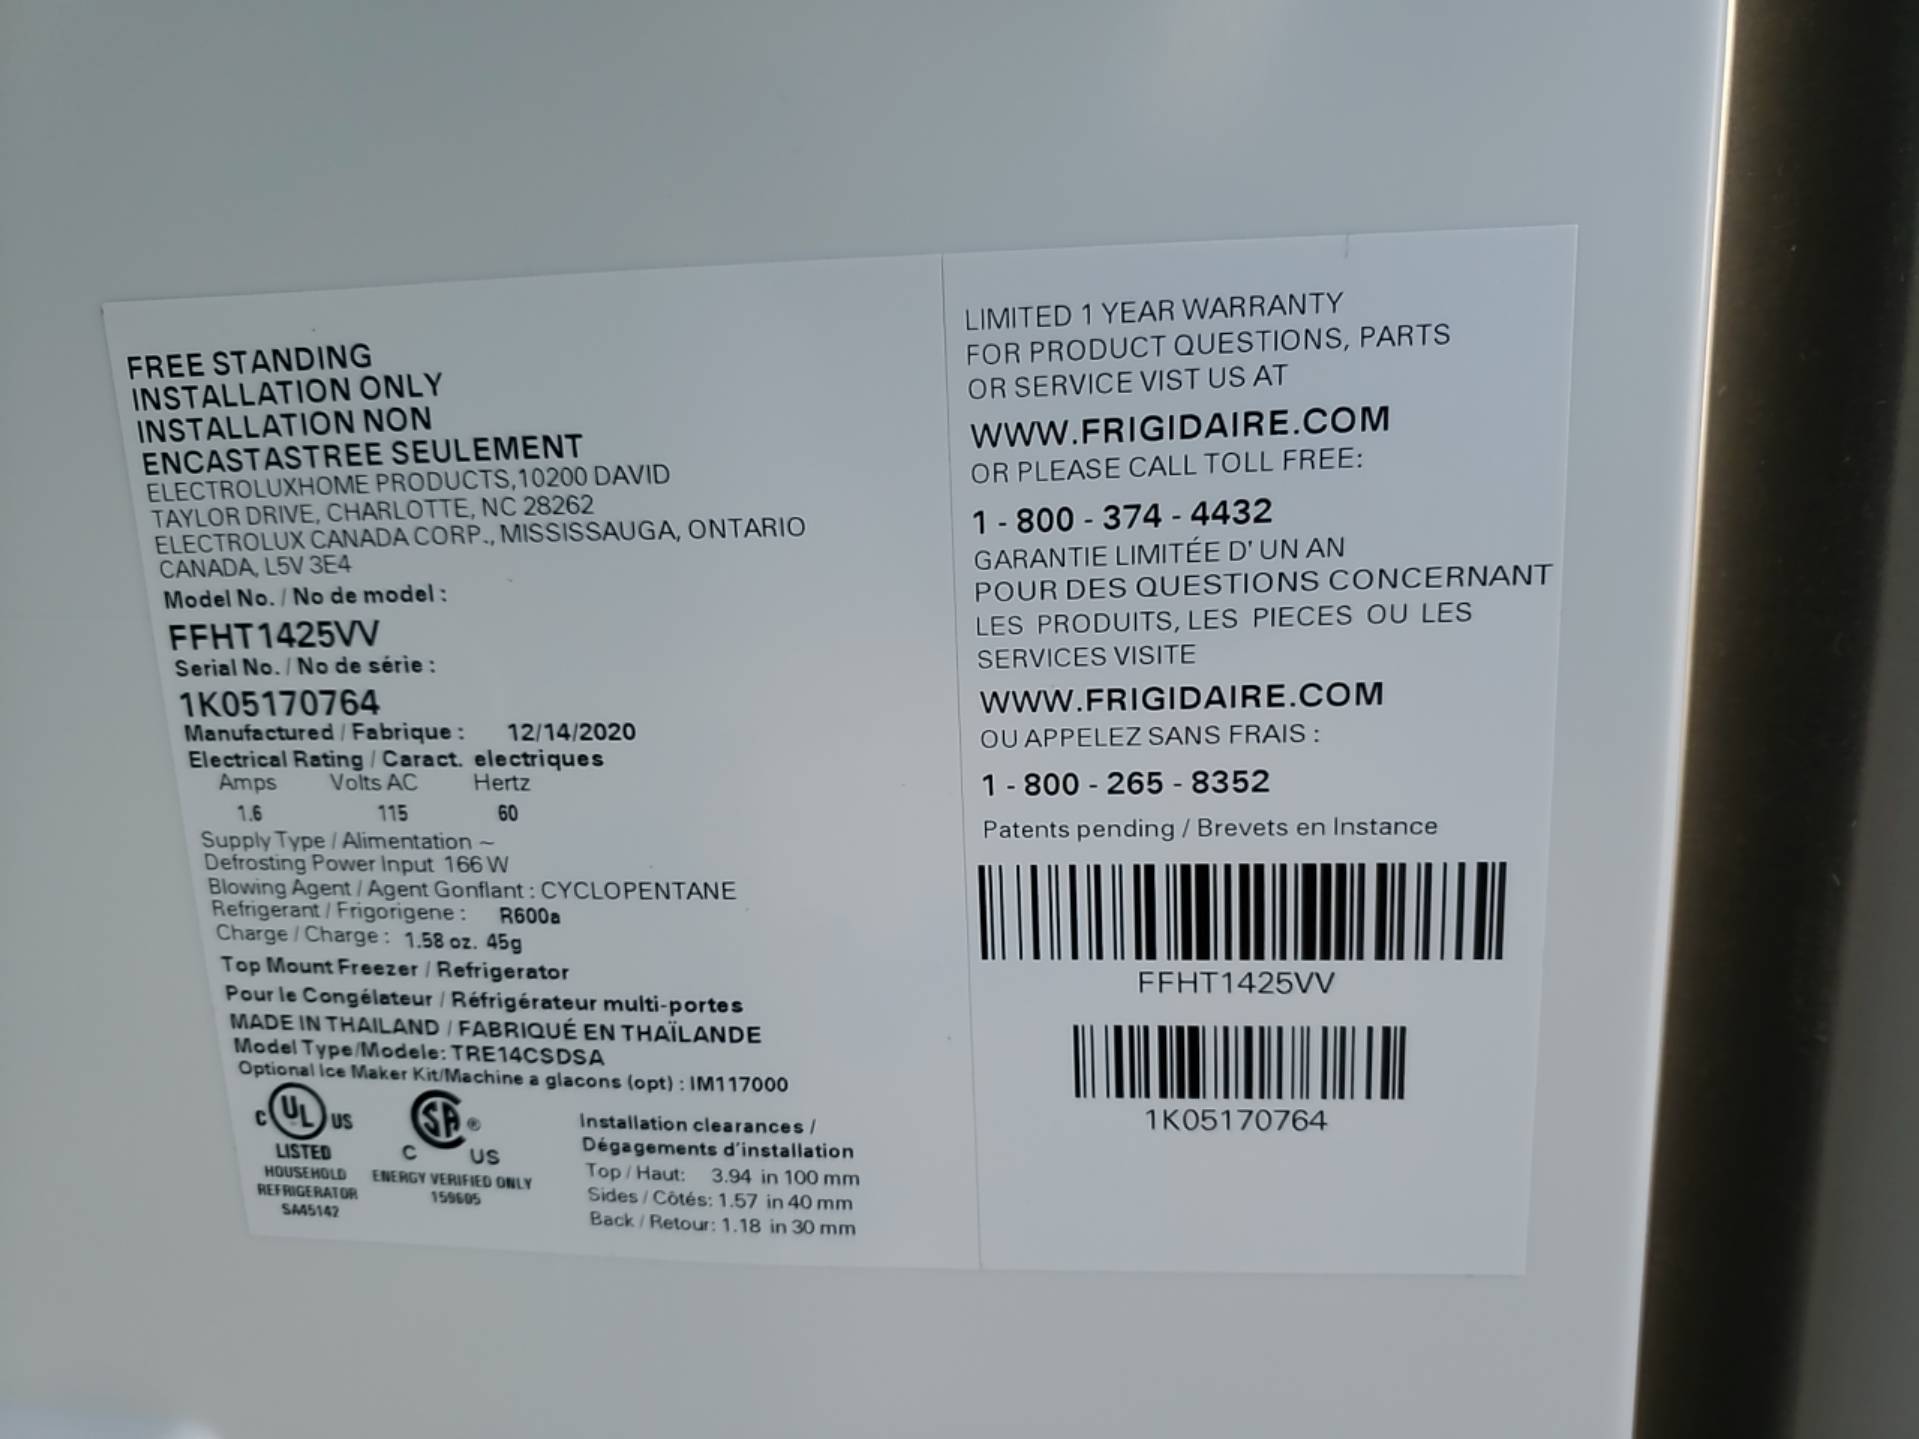 FREE STANDING
INSTALLATION ONLY
INSTALLATION NON
ENCASTASTREE SEULEMENT
ELECTROLUXHOME PRODUCTS,10200 DAVID
TAYLOR DRIVE, CHARLOTTE, NC 28262
ELECTROLUX CANADA CORP., MISSISSAUGA, ONTARIO
CANADA, L5V 3E4
Model No. / No de model :
FFHT1425VV
Serial No. / No de série :
1K05170764
Manufactured / Fabrique : 12/14/2020
Electrical Rating / Caract. electriques
Amps Volts AC Hertz
1.6 115 60
Supply Type / Alimentation ~
Defrosting Power Input 166 W
Blowing Agent / Agent Gonflant : CYCLOPENTANE
Refrigerant / Frigorigene : R600a
Charge / Charge : 1.58 oz. 45g
Top Mount Freezer / Refrigerator
Pour le Congélateur / Réfrigérateur multi-portes
MADE IN THAILAND / FABRIQUÉ EN THAÏLANDE
Model Type/Modele: TRE14CSDSA
Optional Ice Maker Kit/Machine a glacons (opt) : IM117000
C UL US
LISTED
HOUSEHOLD
REFRIGERATOR
SA45142
SA ®
C US
ENERGY VERIFIED ONLY
159605
Installation clearances /
Dégagements d'installation
Top / Haut: 3.94 in 100 mm
Sides / Côtés: 1.57 in 40 mm
Back / Retour: 1.18 in 30 mm
LIMITED 1 YEAR WARRANTY
FOR PRODUCT QUESTIONS, PARTS
OR SERVICE VIST US AT
WWW.FRIGIDAIRE.COM
OR PLEASE CALL TOLL FREE:
1 - 800 - 374 - 4432
GARANTIE LIMITÉE D' UN AN
POUR DES QUESTIONS CONCERNANT
LES PRODUITS, LES PIECES OU LES
SERVICES VISITE
WWW.FRIGIDAIRE.COM
OU APPELEZ SANS FRAIS :
1 - 800 - 265 - 8352
Patents pending / Brevets en Instance
FFHT1425VV
1K05170764